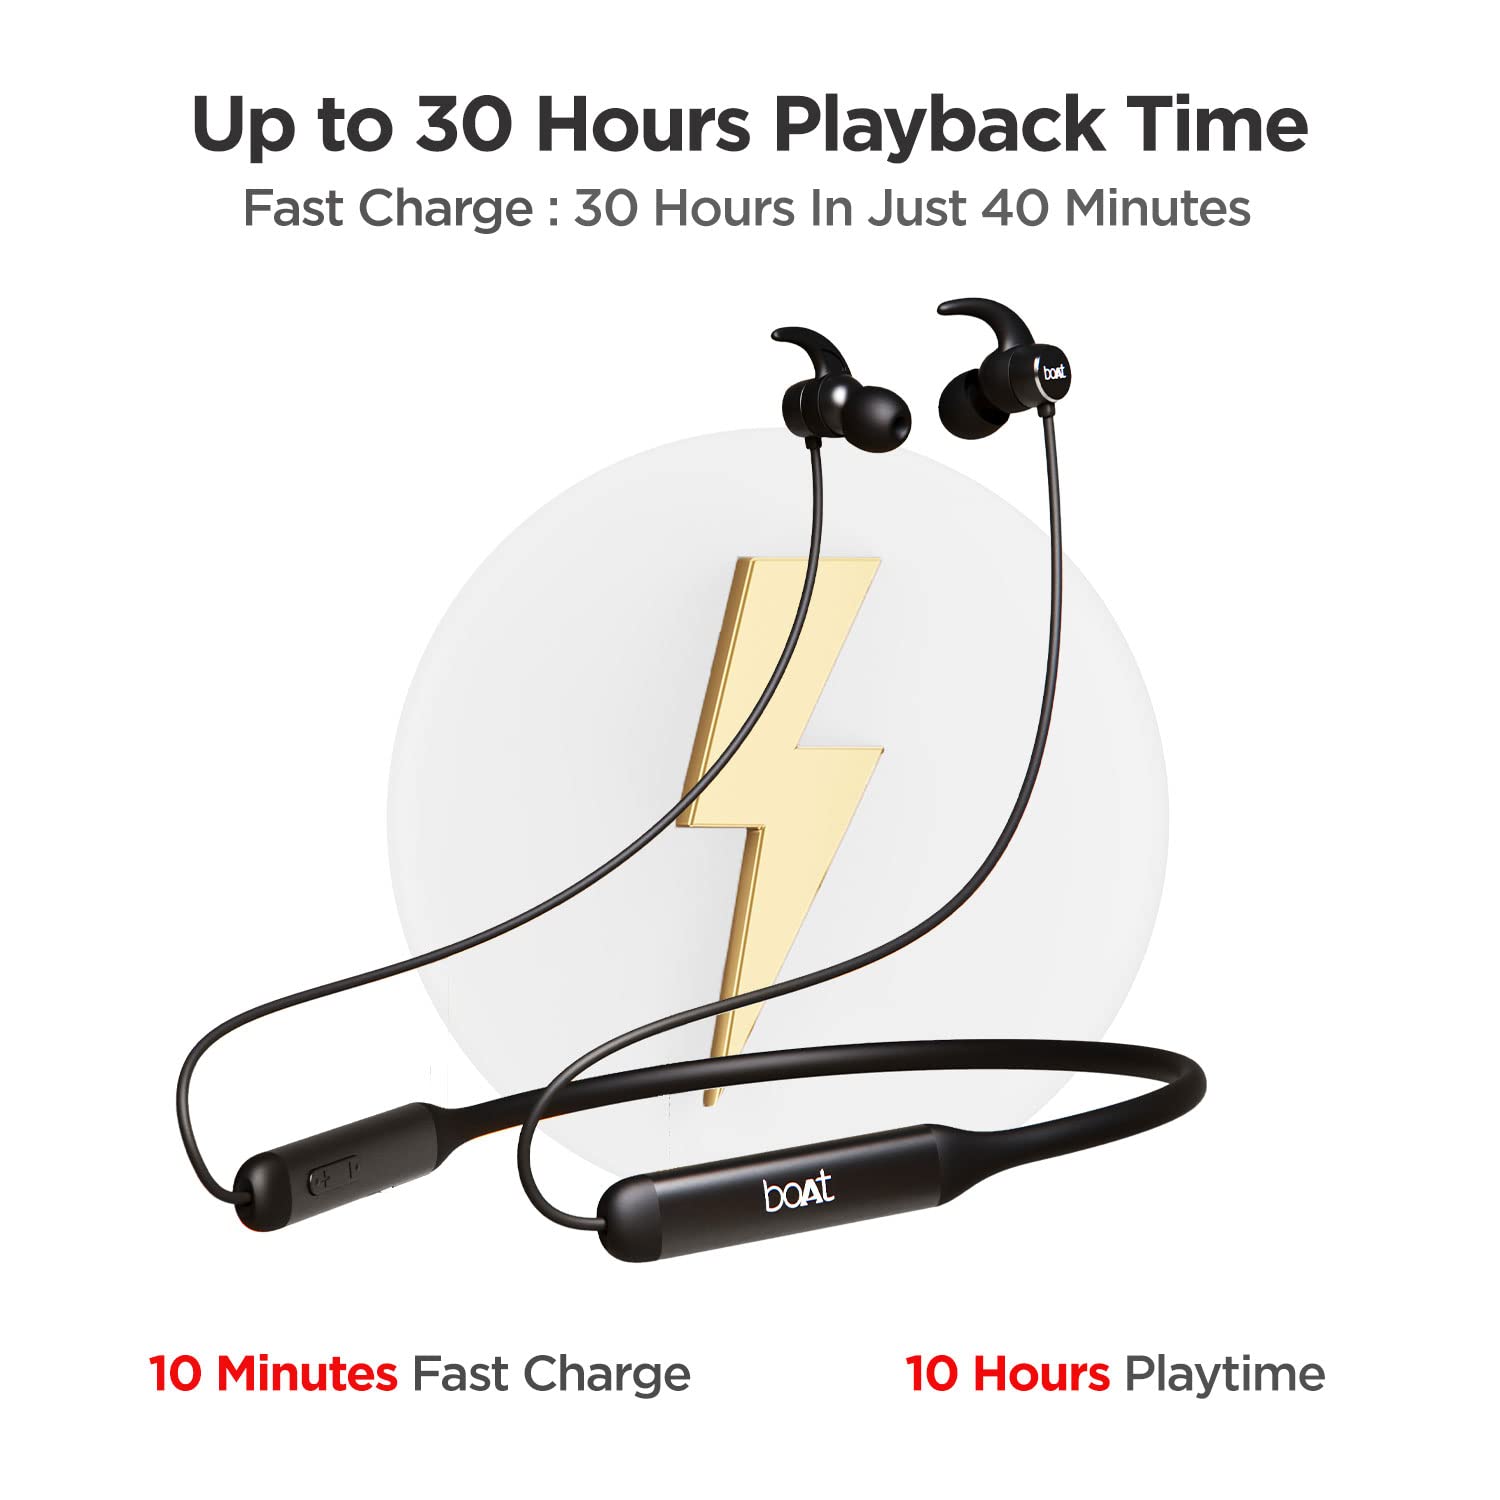 Up to 30 Hours Playback Time
Fast Charge : 30 Hours In Just 40 Minutes
boAt
+ -
boAt
10 Minutes Fast Charge
10 Hours Playtime